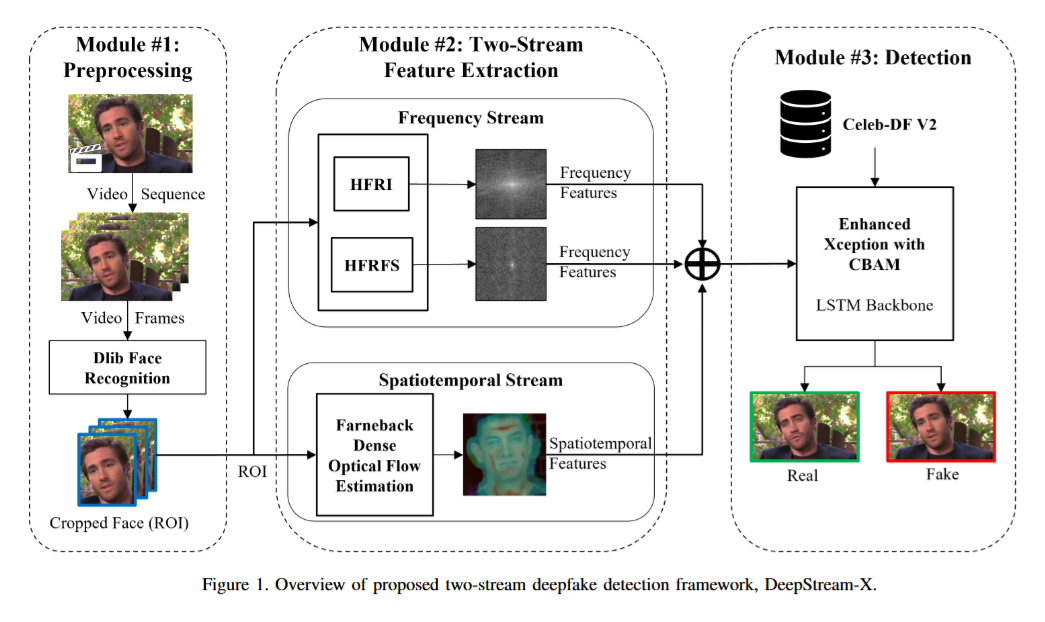 Module #1:
Preprocessing
Video Sequence
Video Frames
Dlib Face
Recognition
Cropped Face (ROI)
ROI
Module #2: Two-Stream
Feature Extraction
Frequency Stream
HFRI
Frequency
Features
HFRFS
Frequency
Features
Spatiotemporal Stream
Farneback
Dense
Optical Flow
Estimation
Spatiotemporal
Features
Module #3: Detection
Celeb-DF V2
Enhanced
Xception with
CBAM
LSTM Backbone
Real
Fake
Figure 1. Overview of proposed two-stream deepfake detection framework, DeepStream-X.